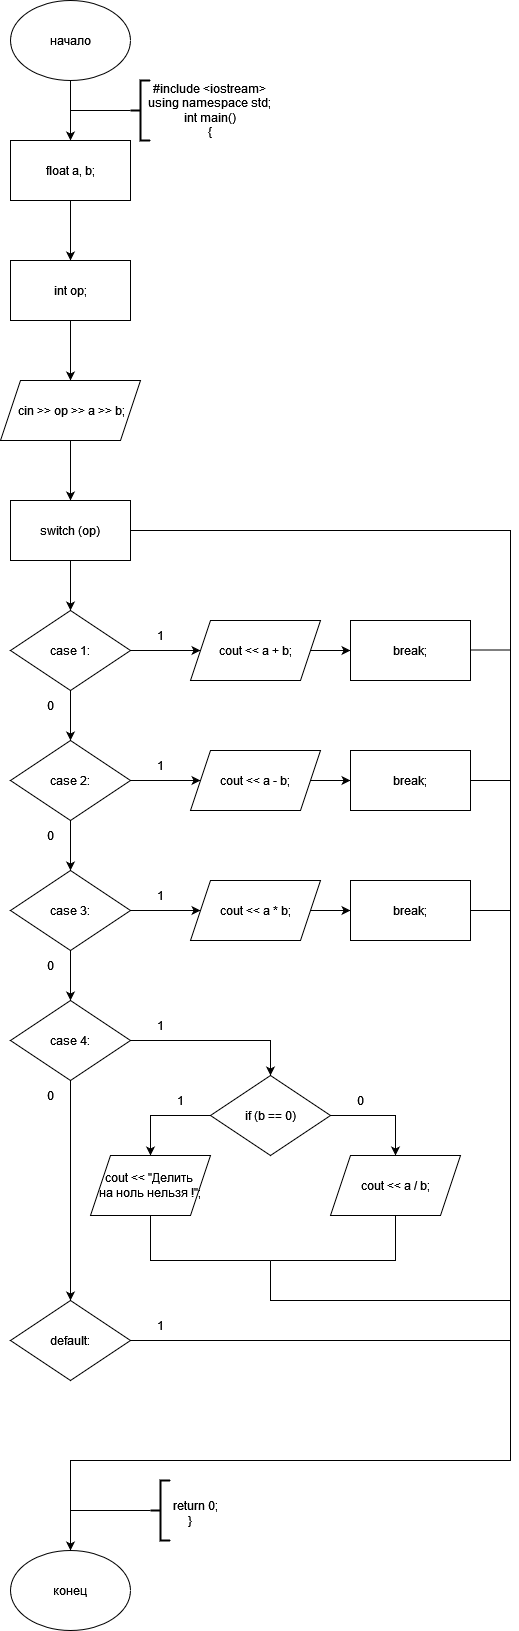 начало
#include <iostream>
using namespace std;
int main()
{
float a, b;
int op;
cin >> op >> a >> b;
switch (op)
case 1:
1
cout << a + b;
break;
0
case 2:
1
cout << a - b;
break;
0
case 3:
1
cout << a * b;
break;
0
case 4:
1
0
if (b == 0)
1
0
cout << "Делить
на ноль нельзя !";
cout << a / b;
default:
1
return 0;
}
конец